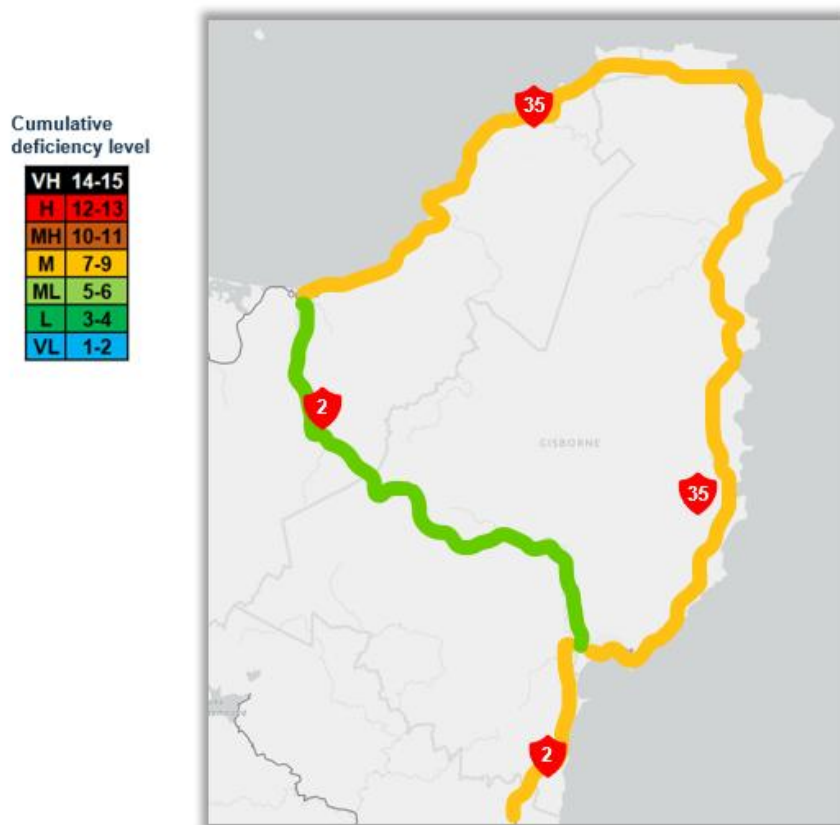 Cumulative
deficiency level
VH 14-15
H 12-13
MH 10-11
M 7-9
ML 5-6
L 3-4
VL 1-2
35
2
GISBORNE
35
2